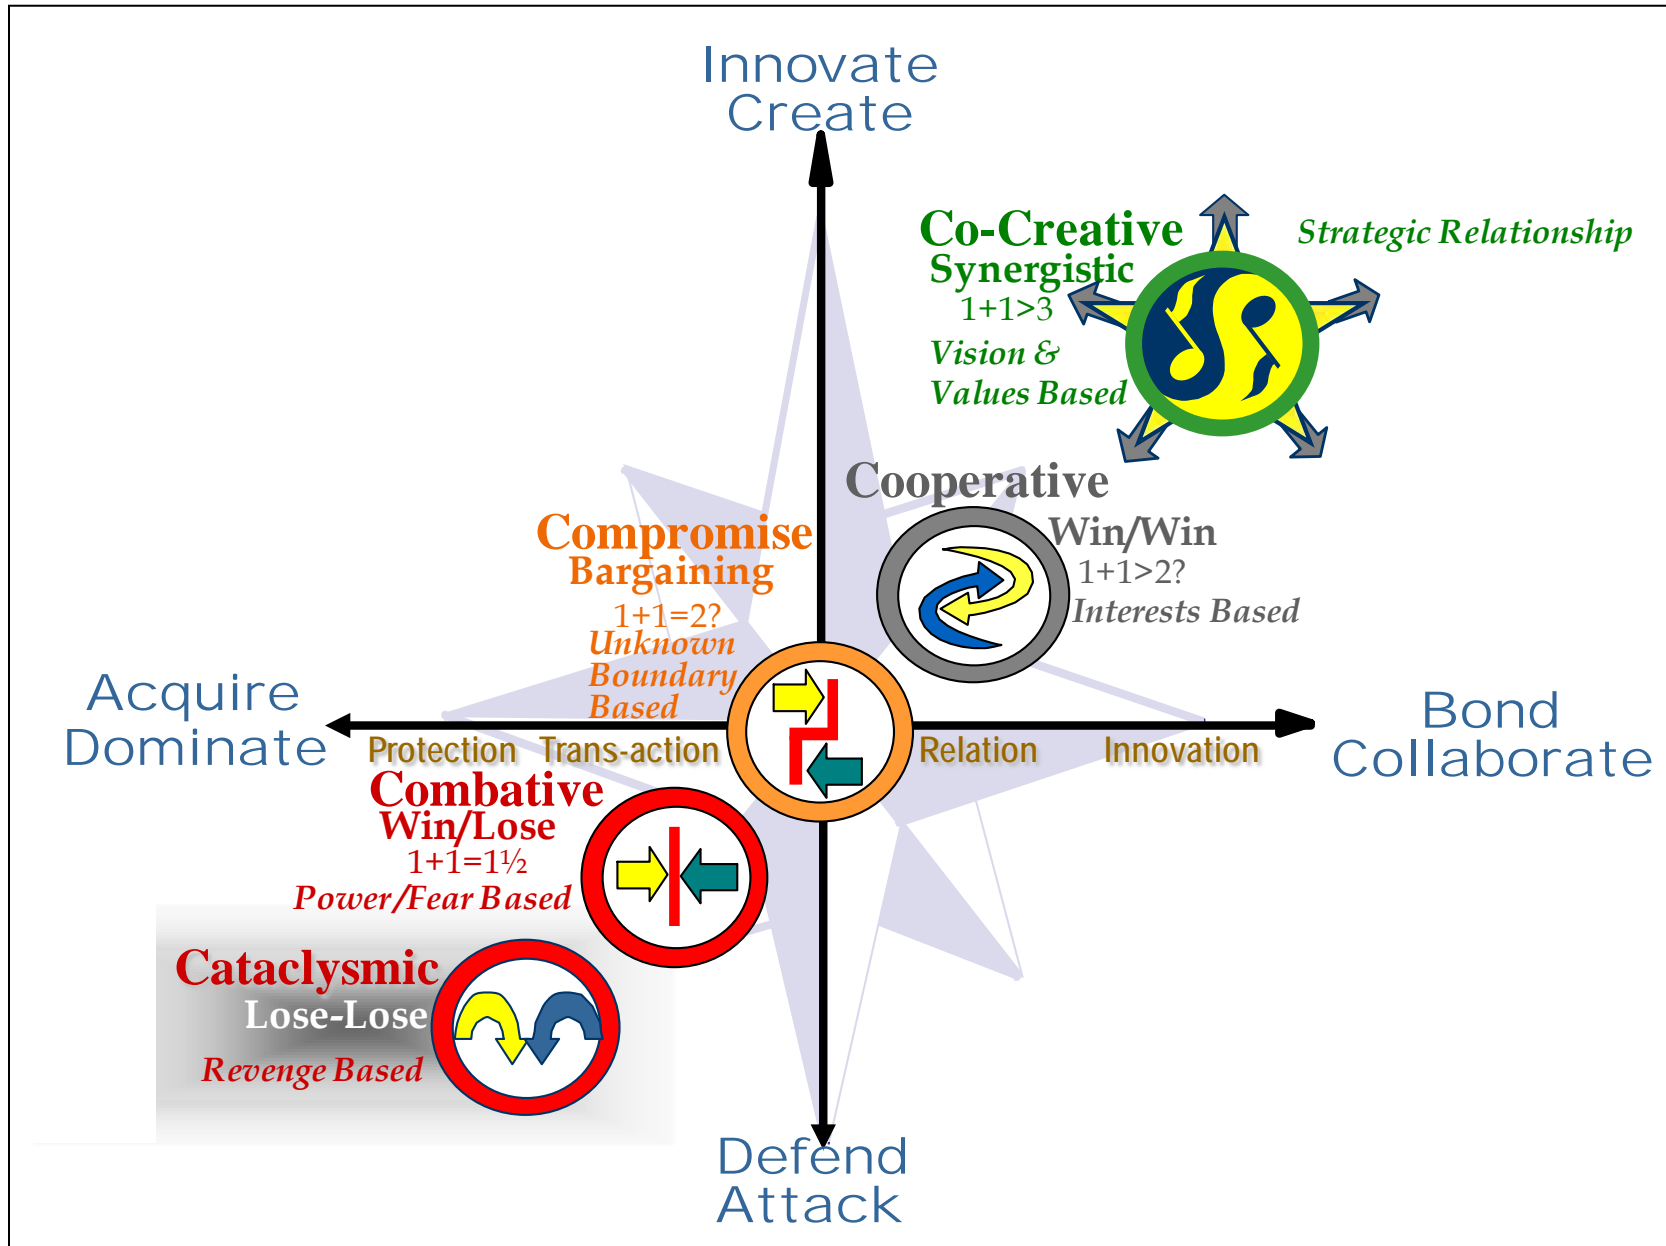 Innovate
Create
Co-Creative
Synergistic
1+1>3
Vision &
Values Based
Strategic Relationship
Cooperative
Win/Win
1+1>2?
Interests Based
Compromise
Bargaining
1+1=2?
Unknown
Boundary
Based
Acquire
Dominate
Bond
Collaborate
Protection
Trans-action
Relation
Innovation
Combative
Win/Lose
1+1=1½
Power/Fear Based
Cataclysmic
Lose-Lose
Revenge Based
Defend
Attack